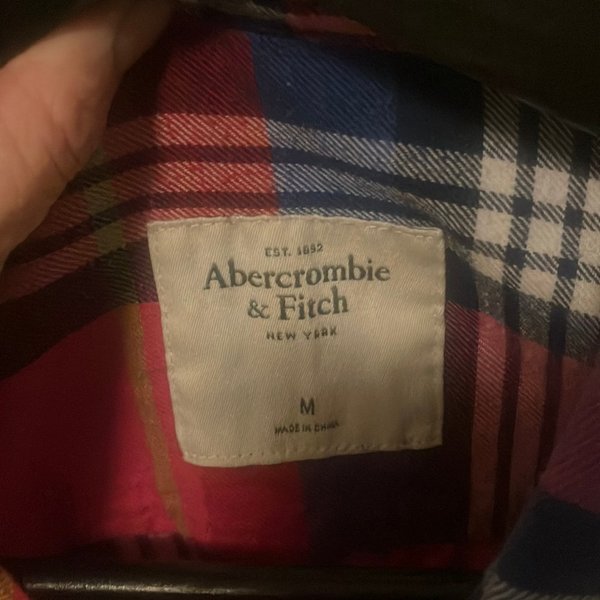 EST. 1892
Abercrombie
& Fitch
NEW YORK
M
MADE IN CHINA